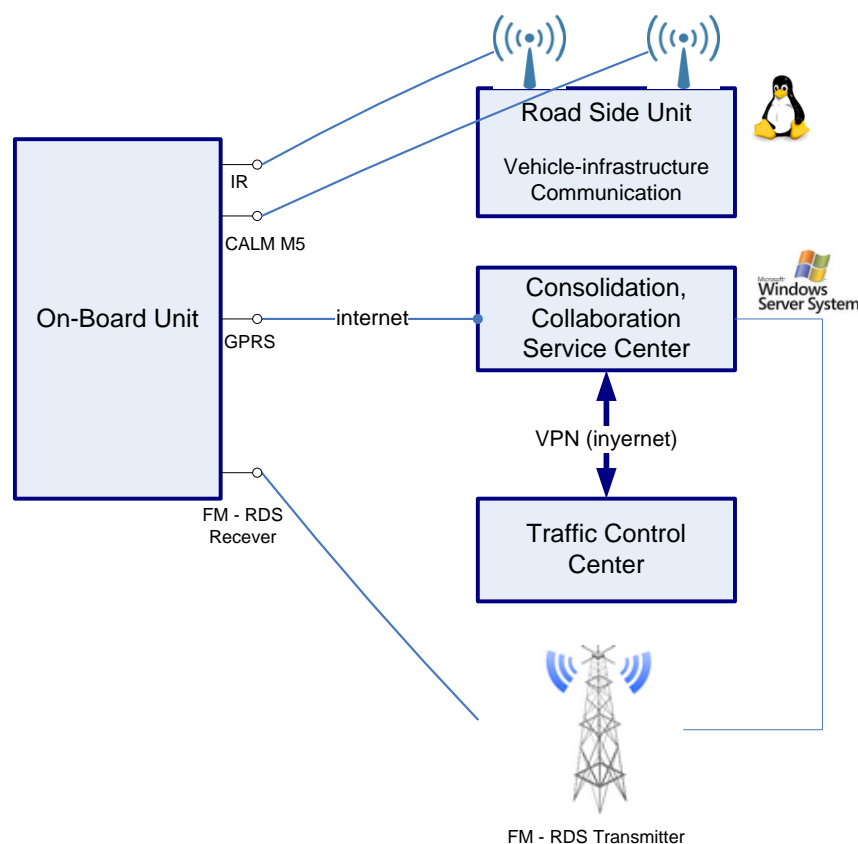 Road Side Unit
Vehicle-infrastructure
Communication
IR
CALM M5
On-Board Unit
GPRS
internet
Consolidation,
Collaboration
Service Center
Microsoft
Windows
Server System
VPN (inyernet)
FM - RDS
Recever
Traffic Control
Center
FM - RDS Transmitter